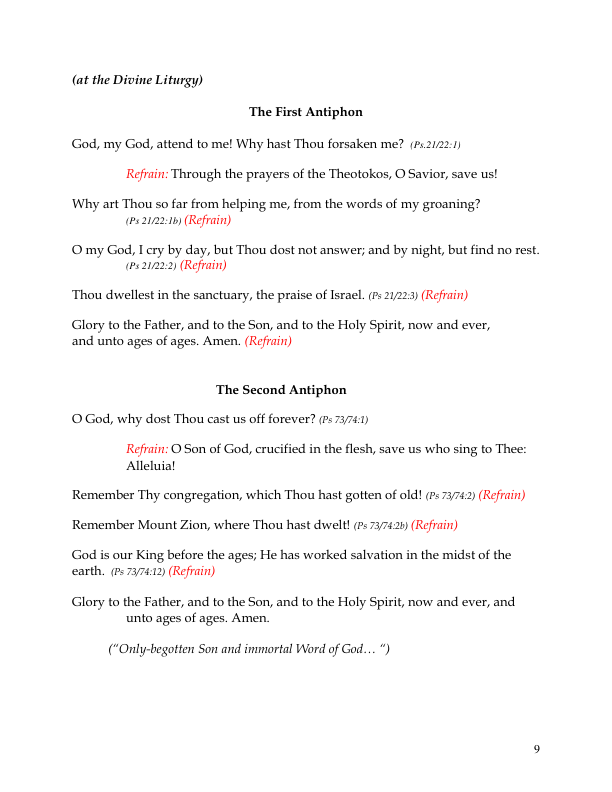 (at the Divine Liturgy)
The First Antiphon
God, my God, attend to me! Why hast Thou forsaken me? (Ps.21/22:1)
Refrain: Through the prayers of the Theotokos, O Savior, save us!
Why art Thou so far from helping me, from the words of my groaning?
(Ps 21/22:1b) (Refrain)
O my God, I cry by day, but Thou dost not answer; and by night, but find no rest.
(Ps 21/22:2) (Refrain)
Thou dwellest in the sanctuary, the praise of Israel. (Ps 21/22:3) (Refrain)
Glory to the Father, and to the Son, and to the Holy Spirit, now and ever,
and unto ages of ages. Amen. (Refrain)
The Second Antiphon
O God, why dost Thou cast us off forever? (Ps 73/74:1)
Refrain: O Son of God, crucified in the flesh, save us who sing to Thee:
Alleluia!
Remember Thy congregation, which Thou hast gotten of old! (Ps 73/74:2) (Refrain)
Remember Mount Zion, where Thou hast dwelt! (Ps 73/74:2b) (Refrain)
God is our King before the ages; He has worked salvation in the midst of the
earth. (Ps 73/74:12) (Refrain)
Glory to the Father, and to the Son, and to the Holy Spirit, now and ever, and
unto ages of ages. Amen.
(“Only-begotten Son and immortal Word of God… “)
9